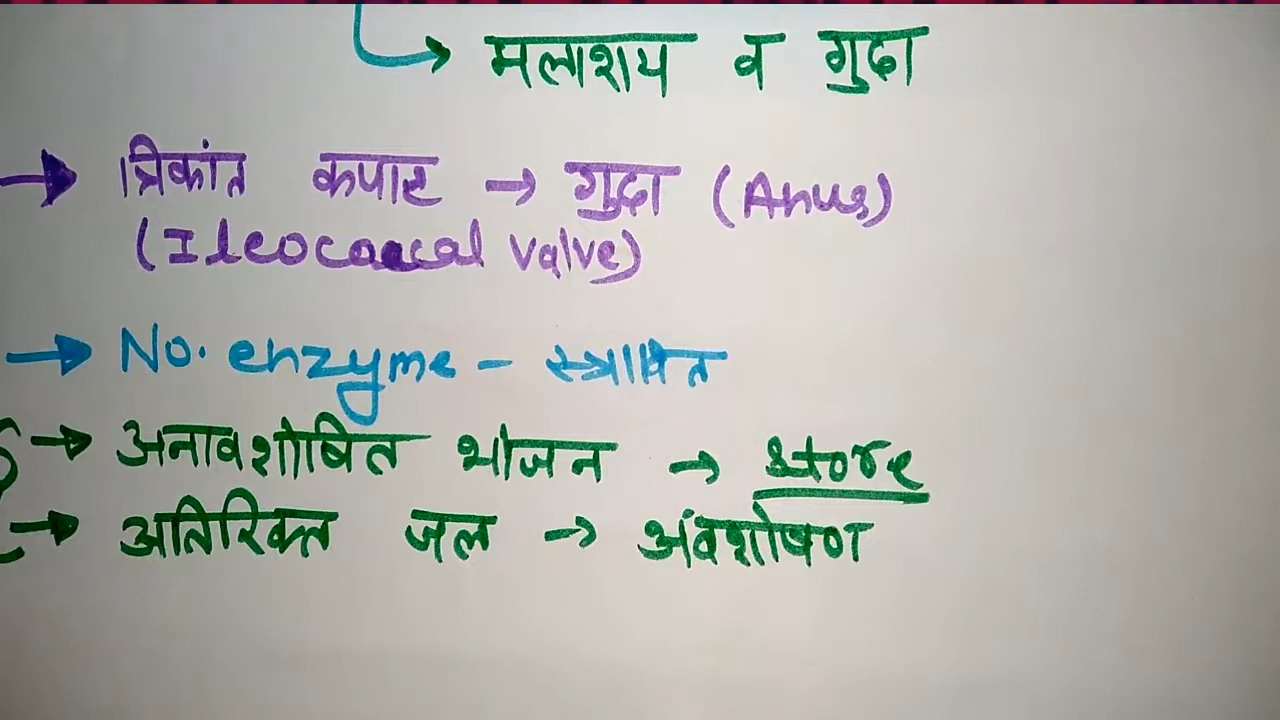 → मलाशय व गुदा
→ त्रिकांत कपाट → गुदा (Anus)
(Ileocaecal valve)
→ No. enzyme - स्त्रावित
→ अनावशोषित भोजन → store
→ अतिरिक्त जल → अवशोषण